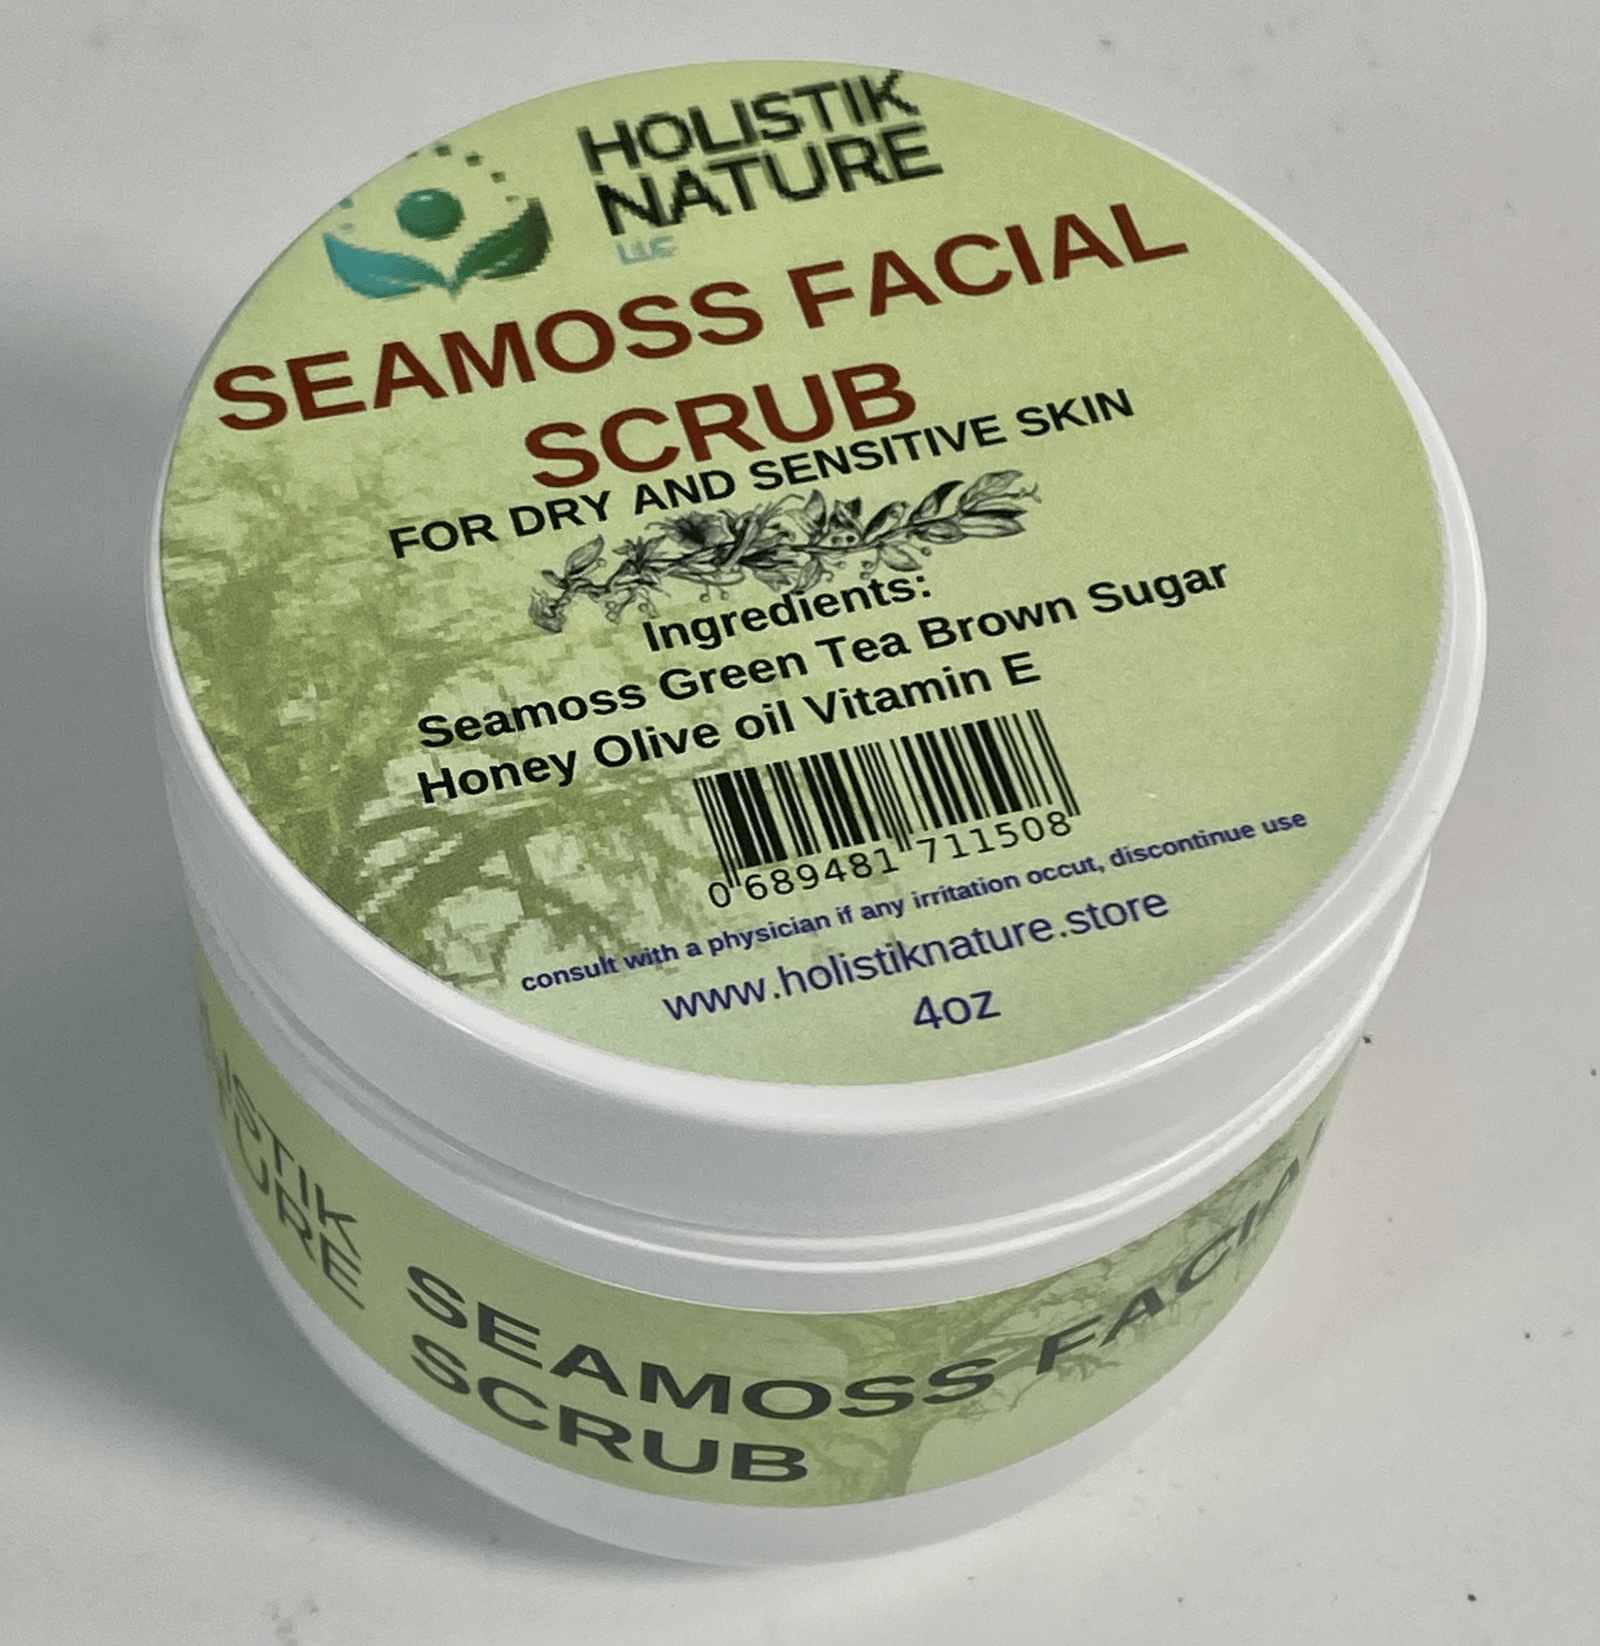 HOLISTIK
NATURE
LLC
SEAMOSS FACIAL
SCRUB
FOR DRY AND SENSITIVE SKIN
Ingredients:
Seamoss Green Tea Brown Sugar
Honey Olive oil Vitamin E
0 689481 711508
consult with a physician if any irritation occut, discontinue use
www.holistiknature.store
4oz
SEAMOSS FACIAL
SCRUB